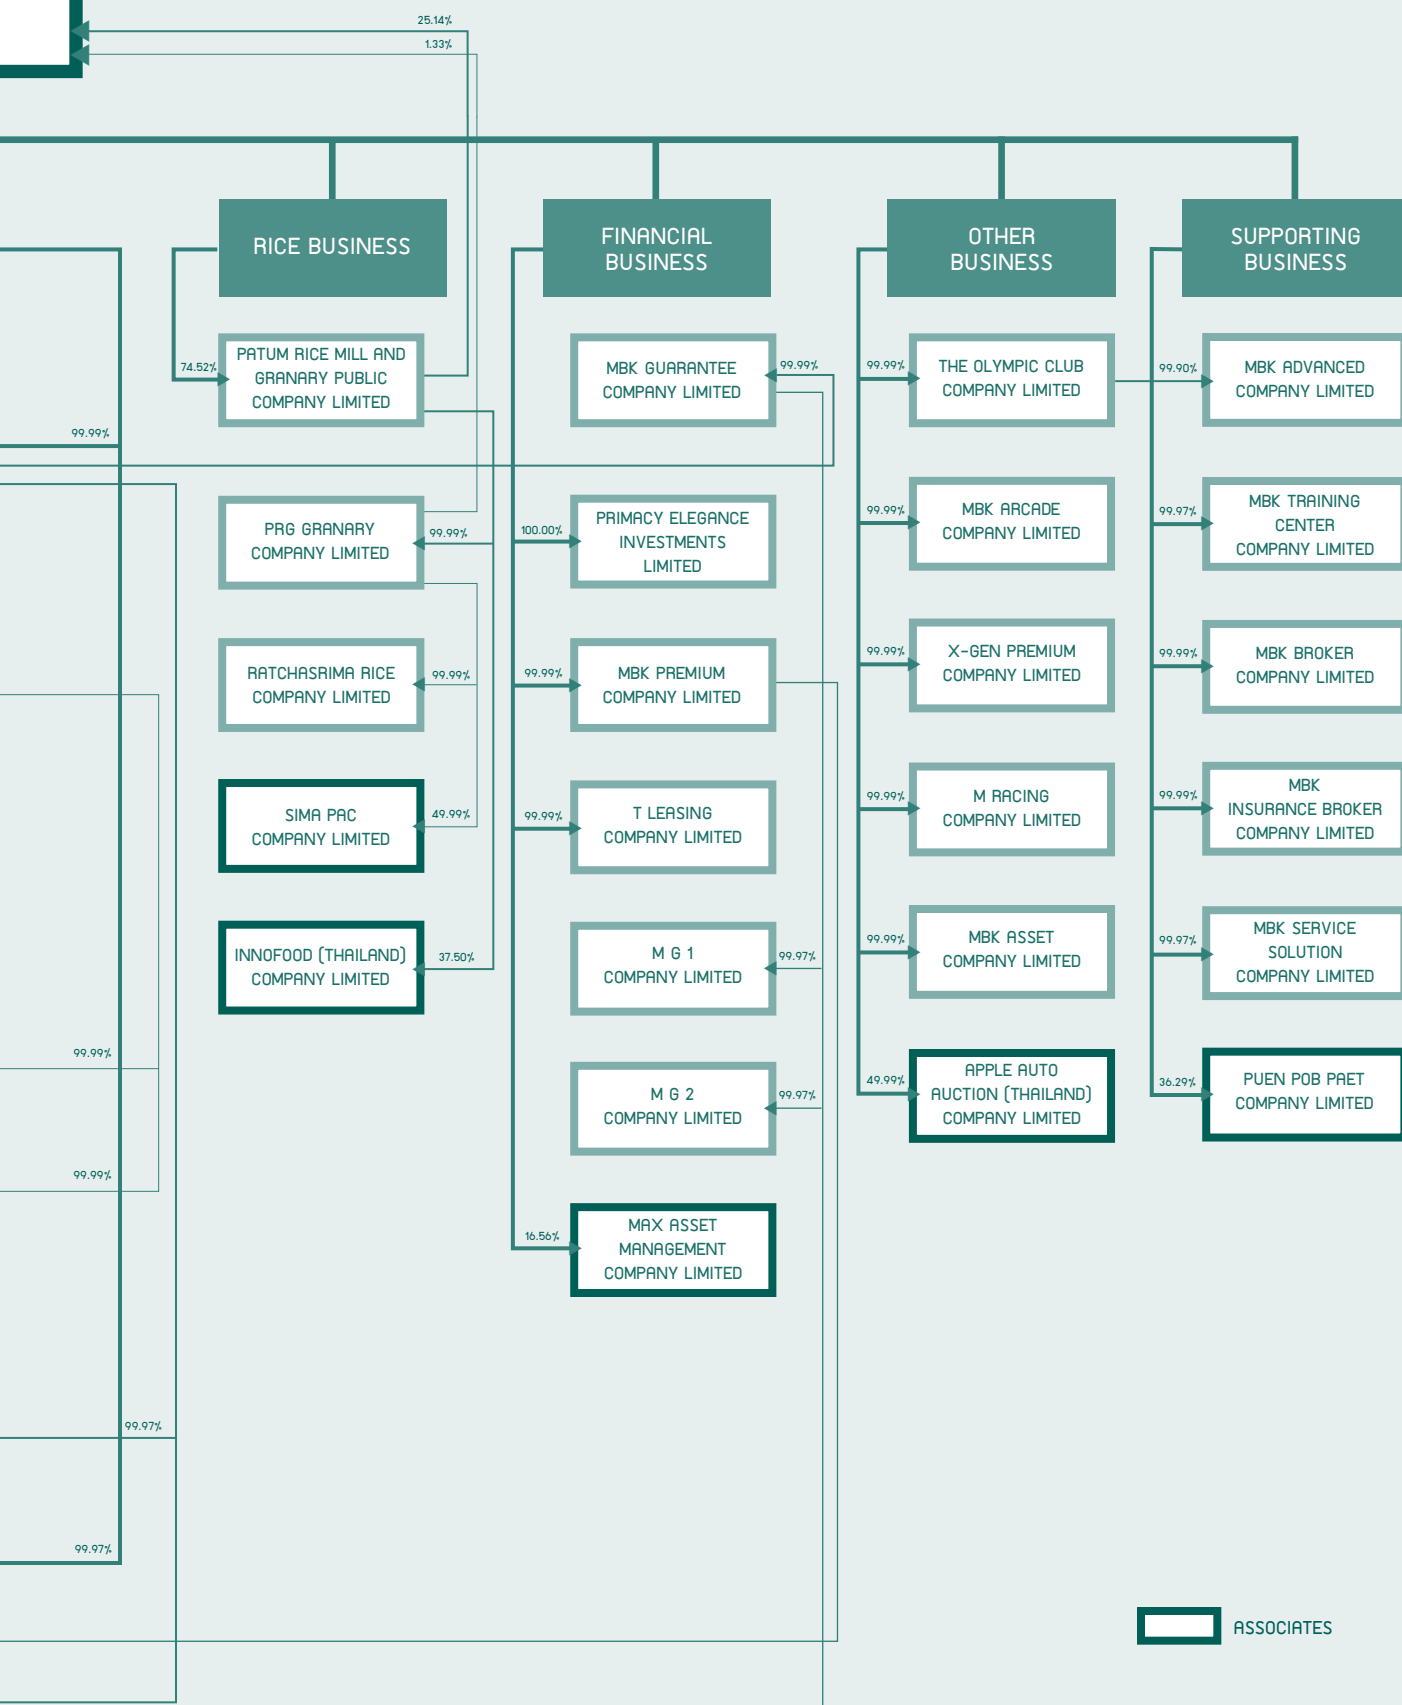 25.14%
1.33%
RICE BUSINESS
74.52%
PATUM RICE MILL AND
GRANARY PUBLIC
COMPANY LIMITED
99.99%
PRG GRANARY
COMPANY LIMITED
99.99%
RATCHASRIMA RICE
COMPANY LIMITED
99.99%
SIMA PAC
COMPANY LIMITED
49.99%
INNOFOOD (THAILAND)
COMPANY LIMITED
37.50%
99.99%
99.99%
99.97%
99.97%
FINANCIAL
BUSINESS
MBK GUARANTEE
COMPANY LIMITED
99.99%
100.00%
PRIMACY ELEGANCE
INVESTMENTS
LIMITED
99.99%
MBK PREMIUM
COMPANY LIMITED
99.99%
T LEASING
COMPANY LIMITED
M G 1
COMPANY LIMITED
99.97%
M G 2
COMPANY LIMITED
99.97%
16.56%
MAX ASSET
MANAGEMENT
COMPANY LIMITED
OTHER
BUSINESS
99.99%
THE OLYMPIC CLUB
COMPANY LIMITED
99.99%
MBK ARCADE
COMPANY LIMITED
99.99%
X-GEN PREMIUM
COMPANY LIMITED
99.99%
M RACING
COMPANY LIMITED
99.99%
MBK ASSET
COMPANY LIMITED
49.99%
APPLE AUTO
AUCTION (THAILAND)
COMPANY LIMITED
SUPPORTING
BUSINESS
99.90%
MBK ADVANCED
COMPANY LIMITED
99.97%
MBK TRAINING
CENTER
COMPANY LIMITED
99.99%
MBK BROKER
COMPANY LIMITED
99.99%
MBK
INSURANCE BROKER
COMPANY LIMITED
99.97%
MBK SERVICE
SOLUTION
COMPANY LIMITED
36.29%
PUEN POB PAET
COMPANY LIMITED
ASSOCIATES